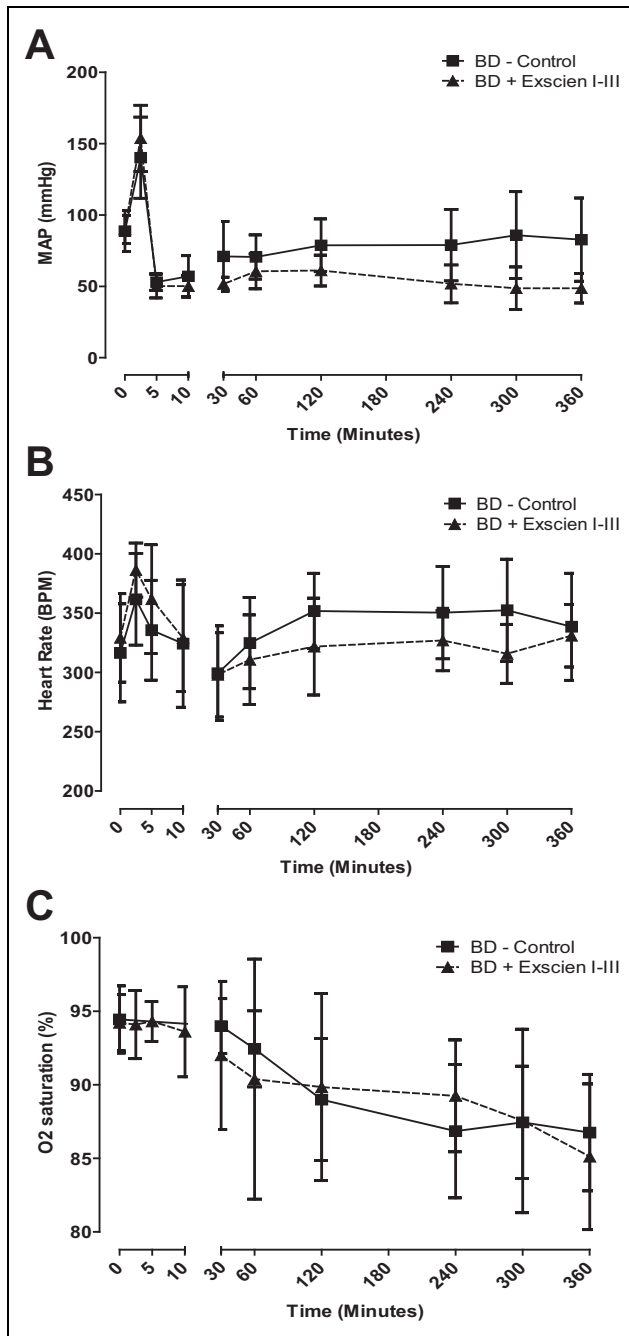 A
BD - Control
BD + Exscien I-III
200
150
100
50
0
MAP (mmHg)
0 5 10 30 60 120 180 240 300 360
Time (Minutes)
B
BD - Control
BD + Exscien I-III
450
400
350
300
250
200
Heart Rate (BPM)
0 5 10 30 60 120 180 240 300 360
Time (Minutes)
C
BD - Control
BD + Exscien I-III
100
95
90
85
80
O2 saturation (%)
0 5 10 30 60 120 180 240 300 360
Time (Minutes)